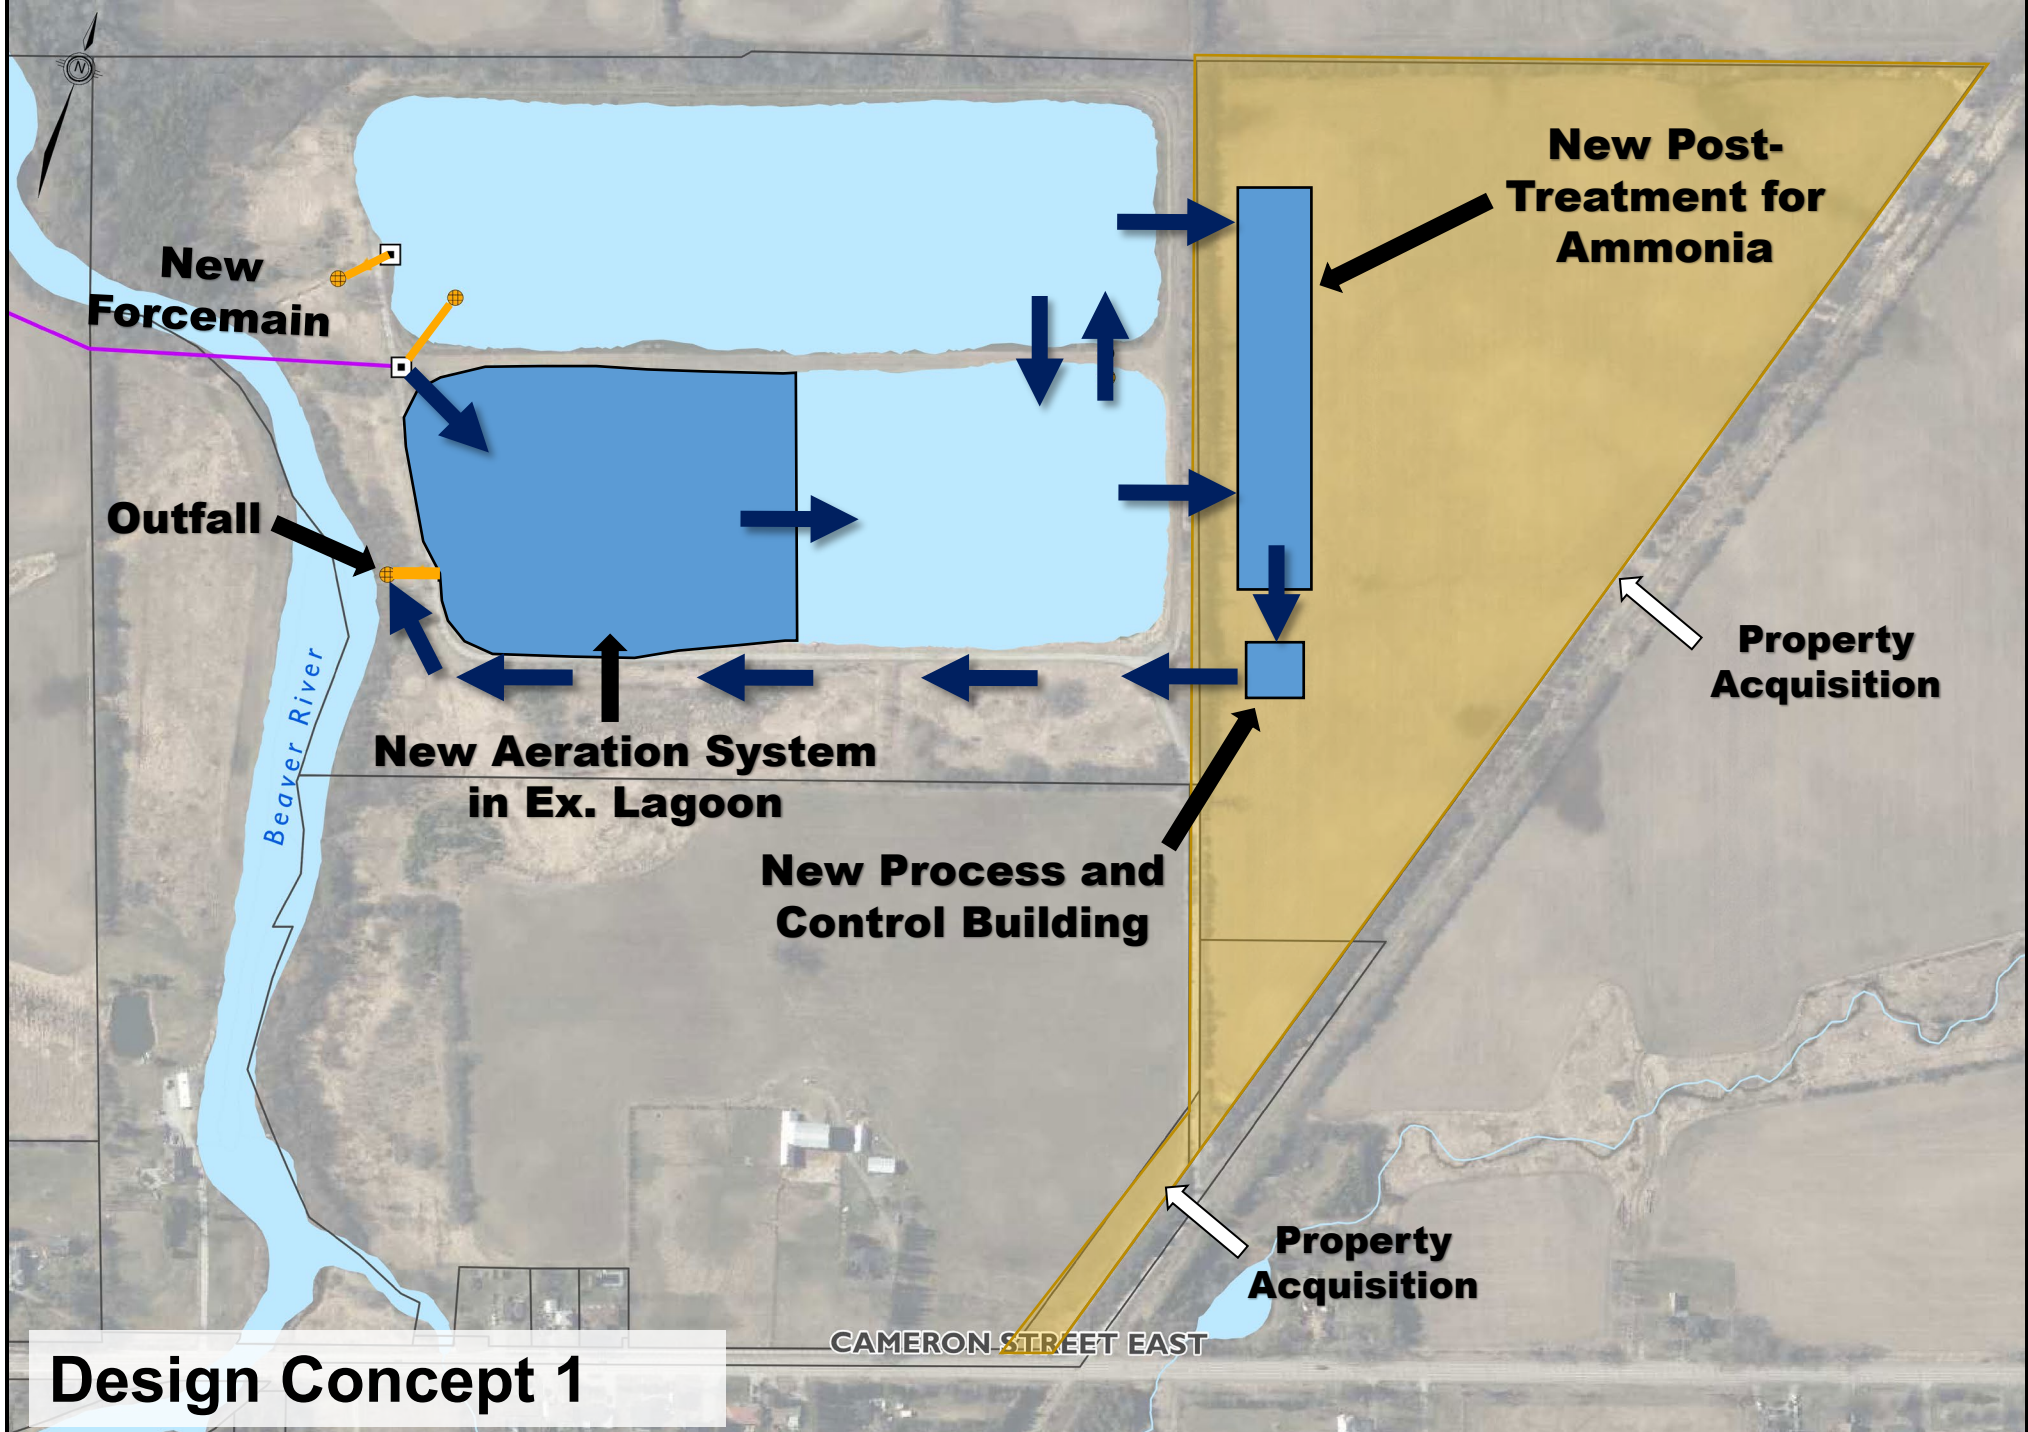 N
New Post-
Treatment for
Ammonia
New
Forcemain
Outfall
Property
Acquisition
Beaver River
New Aeration System
in Ex. Lagoon
New Process and
Control Building
Property
Acquisition
CAMERON STREET EAST
Design Concept 1